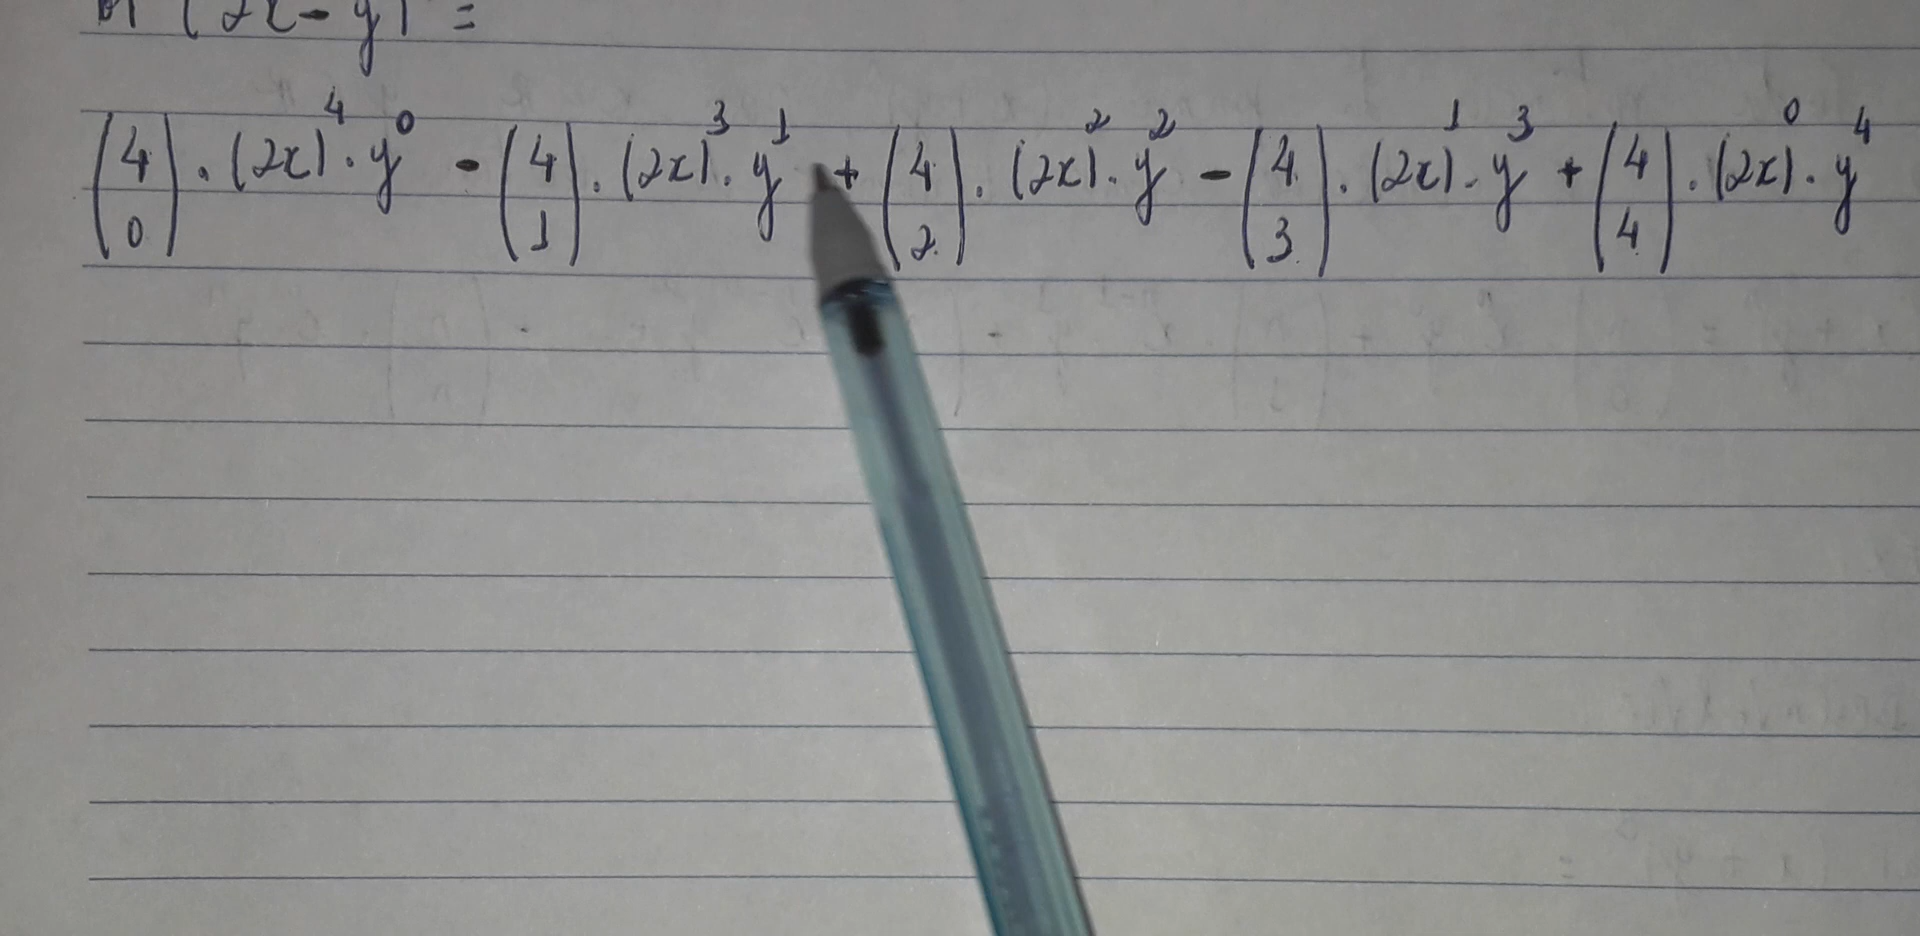 (2x - y) =
(4 0) · (2x)⁴ · y⁰ - (4 1) · (2x)³ · y¹ + (4 2) · (2x)² · y² - (4 3) · (2x)¹ · y³ + (4 4) · (2x)⁰ · y⁴